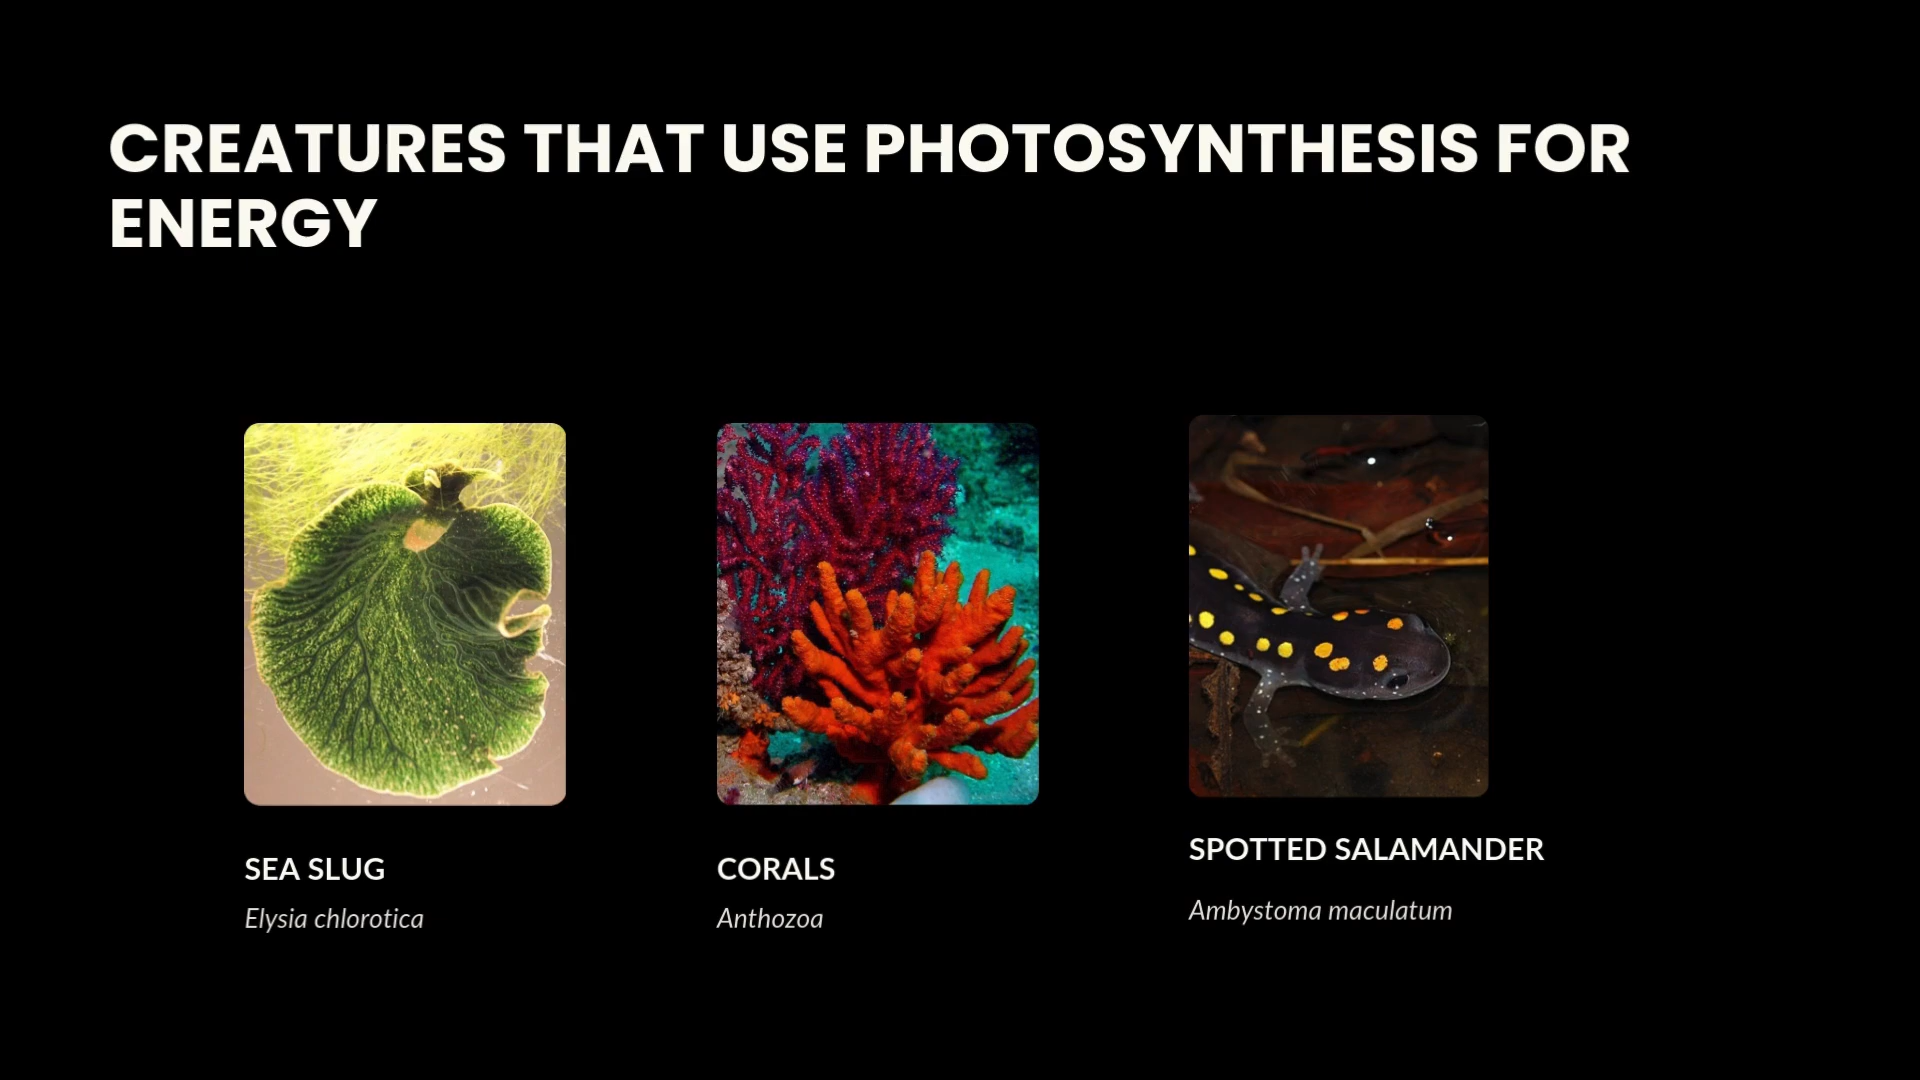 CREATURES THAT USE PHOTOSYNTHESIS FOR
ENERGY
SEA SLUG
Elysia chlorotica
CORALS
Anthozoa
SPOTTED SALAMANDER
Ambystoma maculatum